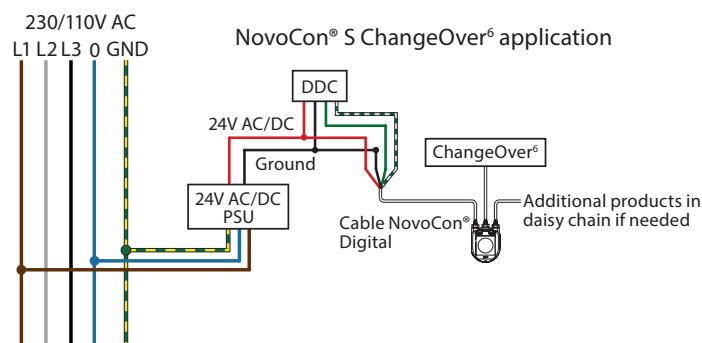 230/110V AC
L1 L2 L3 0 GND
NovoCon® S ChangeOver⁶ application
DDC
24V AC/DC
Ground
ChangeOver⁶
24V AC/DC
PSU
Cable NovoCon®
Digital
Additional products in
daisy chain if needed